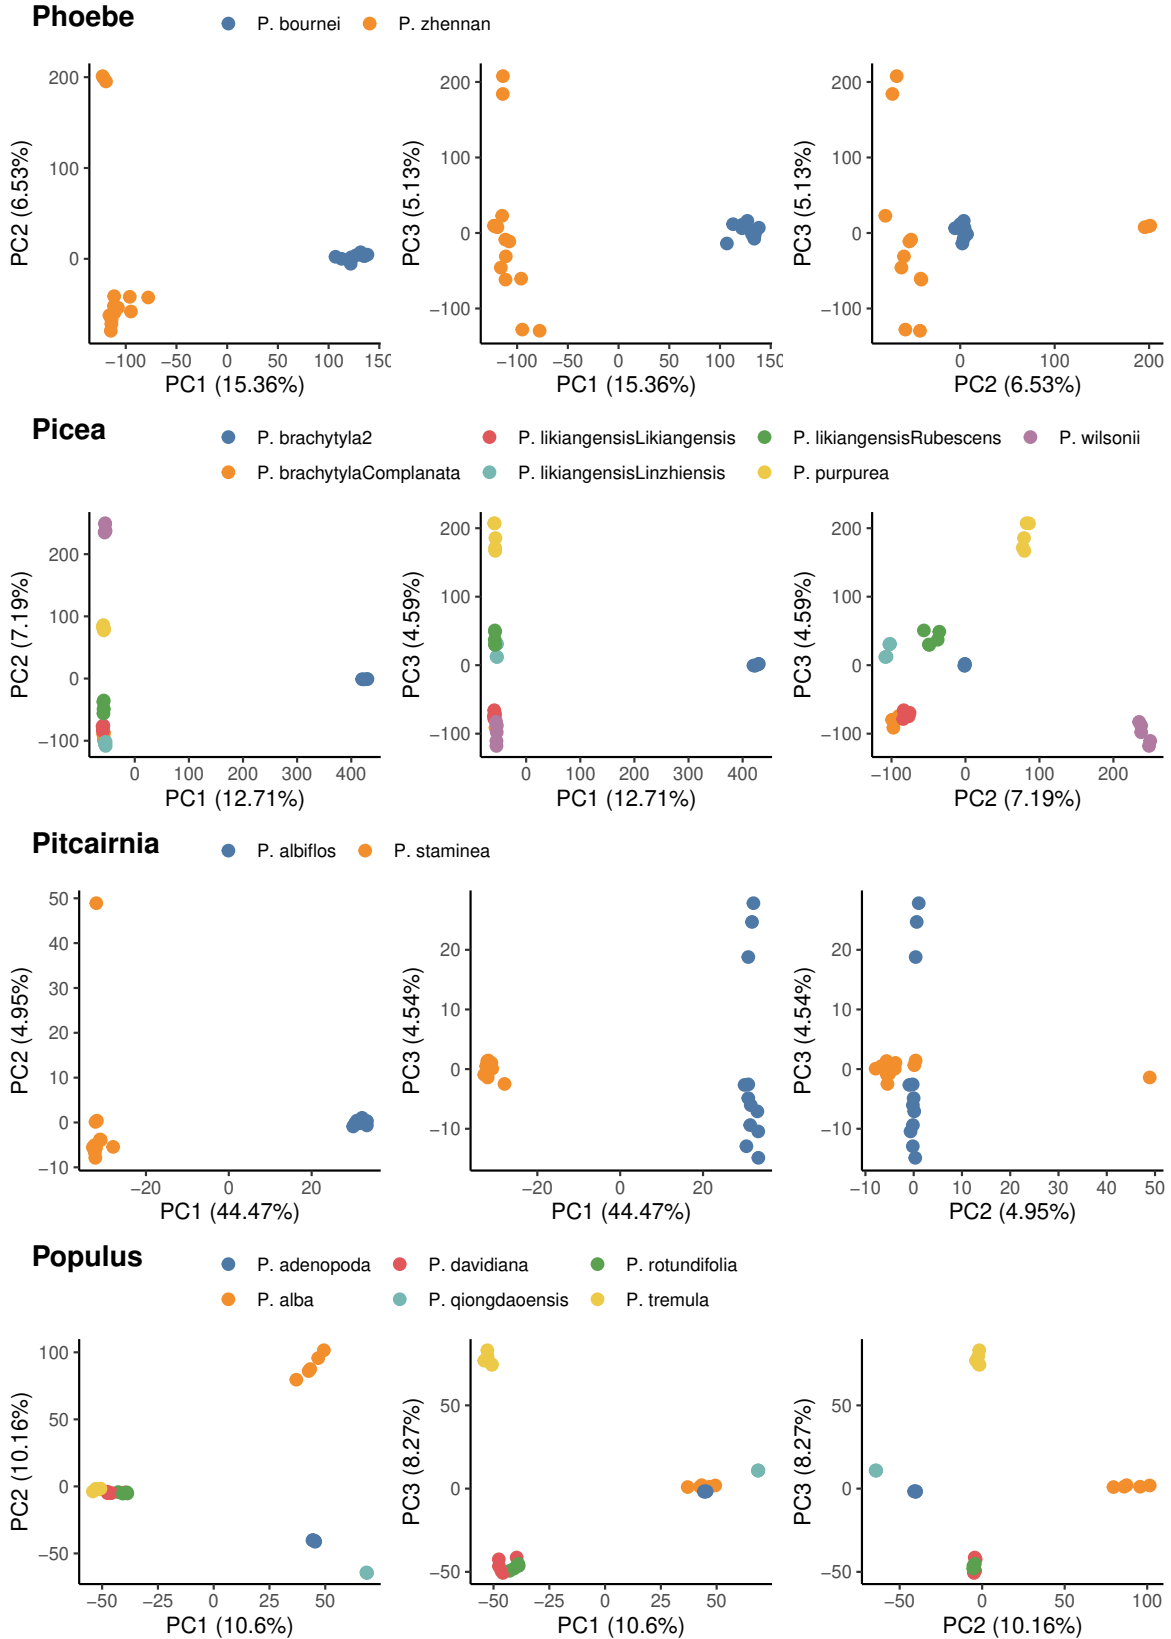 Phoebe
P. bournei P. zhennan
200
100
0
PC2 (6.53%)
−100 −50 0 50 100 150
PC1 (15.36%)
200
100
0
−100
PC3 (5.13%)
−100 −50 0 50 100 150
PC1 (15.36%)
200
100
0
−100
PC3 (5.13%)
0 100 200
PC2 (6.53%)
Picea
P. brachytyla2 P. likiangensisLikiangensis P. likiangensisRubescens P. wilsonii
P. brachytylaComplanata P. likiangensisLinzhiensis P. purpurea
200
100
0
−100
PC2 (7.19%)
0 100 200 300 400
PC1 (12.71%)
200
100
0
−100
PC3 (4.59%)
0 100 200 300 400
PC1 (12.71%)
200
100
0
−100
PC3 (4.59%)
−100 0 100 200
PC2 (7.19%)
Pitcairnia
P. albiflos P. staminea
50
40
30
20
10
0
−10
PC2 (4.95%)
−20 0 20
PC1 (44.47%)
20
10
0
−10
PC3 (4.54%)
−20 0 20
PC1 (44.47%)
20
10
0
−10
PC3 (4.54%)
−10 0 10 20 30 40 50
PC2 (4.95%)
Populus
P. adenopoda P. davidiana P. rotundifolia
P. alba P. qiongdaoensis P. tremula
100
50
0
−50
PC2 (10.16%)
−50 −25 0 25 50
PC1 (10.6%)
50
0
−50
PC3 (8.27%)
−50 −25 0 25 50
PC1 (10.6%)
50
0
−50
PC3 (8.27%)
−50 0 50 100
PC2 (10.16%)